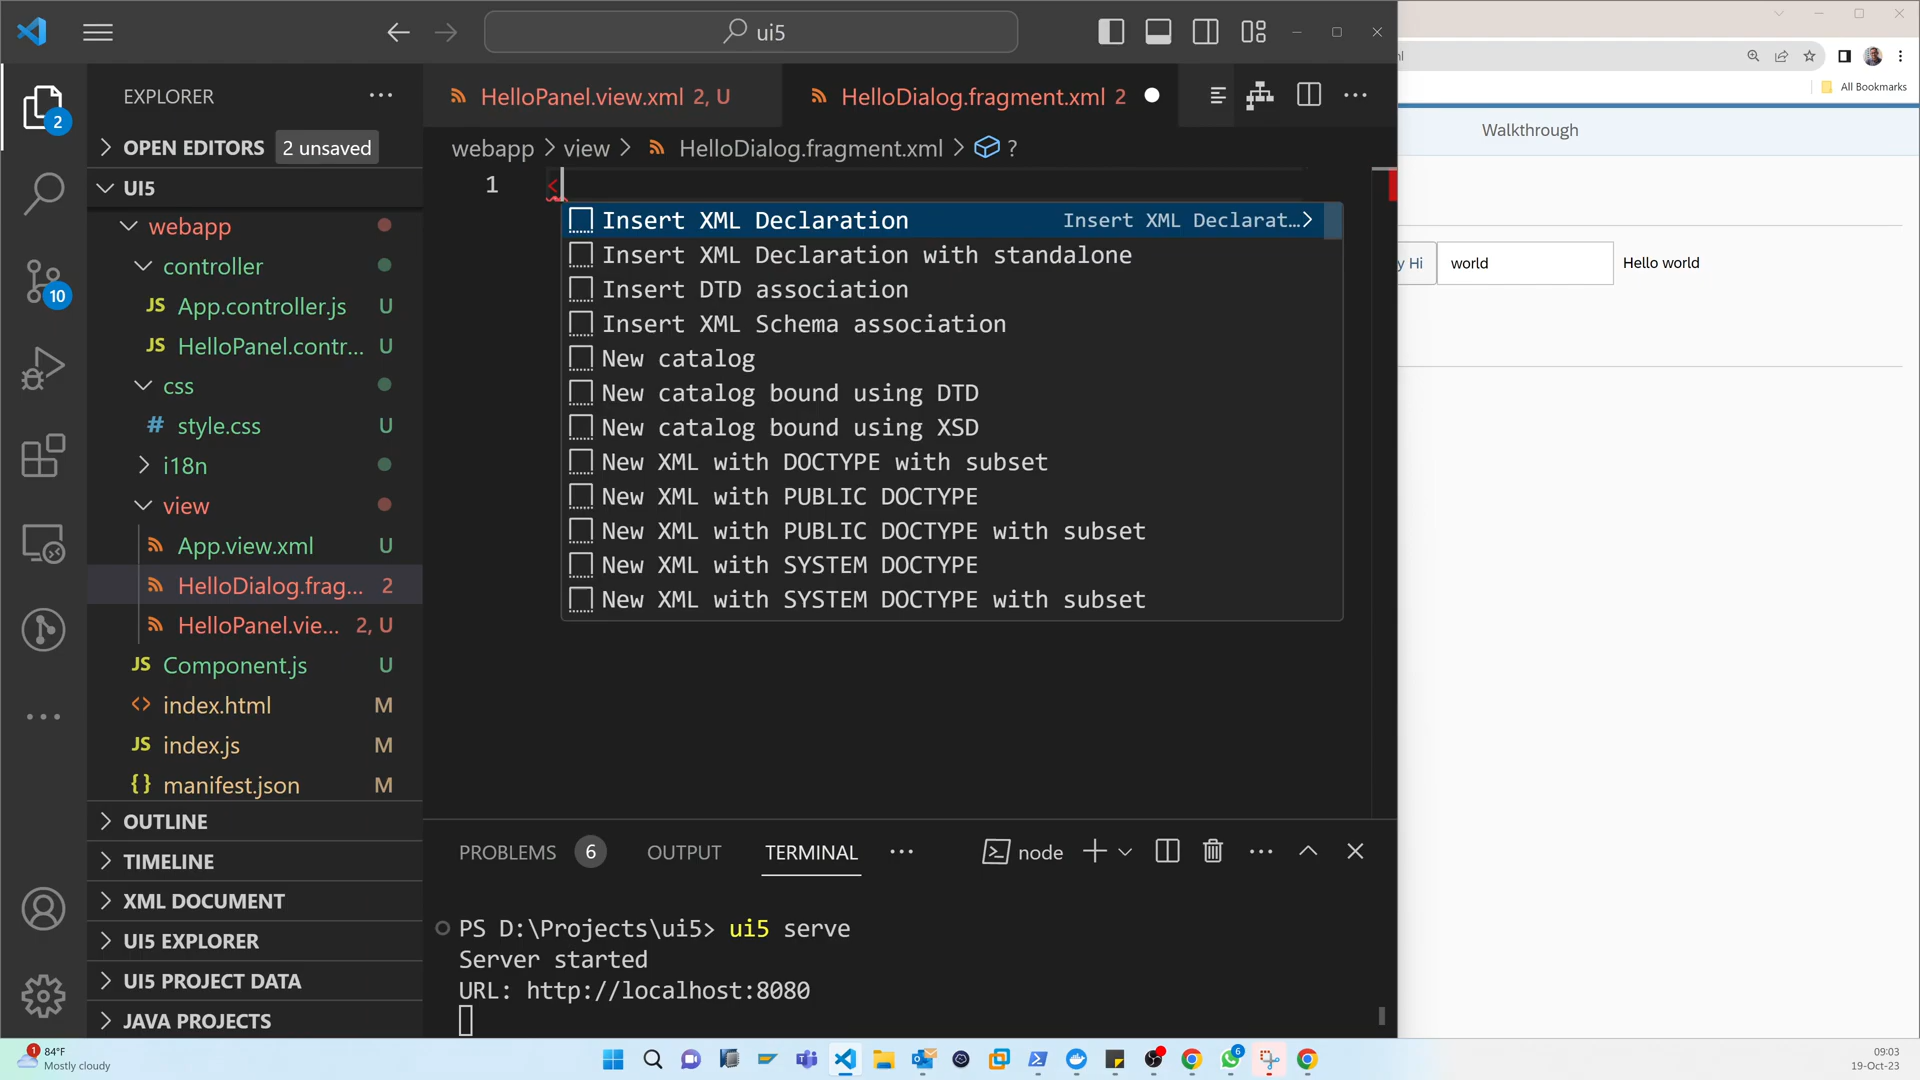 ui5
EXPLORER
HelloPanel.view.xml 2, U
HelloDialog.fragment.xml 2
OPEN EDITORS
2 unsaved
webapp
view
HelloDialog.fragment.xml
?
UI5
1
<
webapp
controller
JS App.controller.js U
JS HelloPanel.contr... U
css
# style.css U
i18n
view
App.view.xml U
HelloDialog.frag... 2
HelloPanel.vie... 2, U
JS Component.js U
index.html M
JS index.js M
{} manifest.json M
OUTLINE
TIMELINE
XML DOCUMENT
UI5 EXPLORER
UI5 PROJECT DATA
JAVA PROJECTS
2
10
Insert XML Declaration Insert XML Declarat...
Insert XML Declaration with standalone
Insert DTD association
Insert XML Schema association
New catalog
New catalog bound using DTD
New catalog bound using XSD
New XML with DOCTYPE with subset
New XML with PUBLIC DOCTYPE
New XML with PUBLIC DOCTYPE with subset
New XML with SYSTEM DOCTYPE
New XML with SYSTEM DOCTYPE with subset
PROBLEMS 6 OUTPUT TERMINAL
node
PS D:\Projects\ui5> ui5 serve
Server started
URL: http://localhost:8080
All Bookmarks
Walkthrough
y Hi
world
Hello world
1
84°F
Mostly cloudy
6
09:03
19-Oct-23